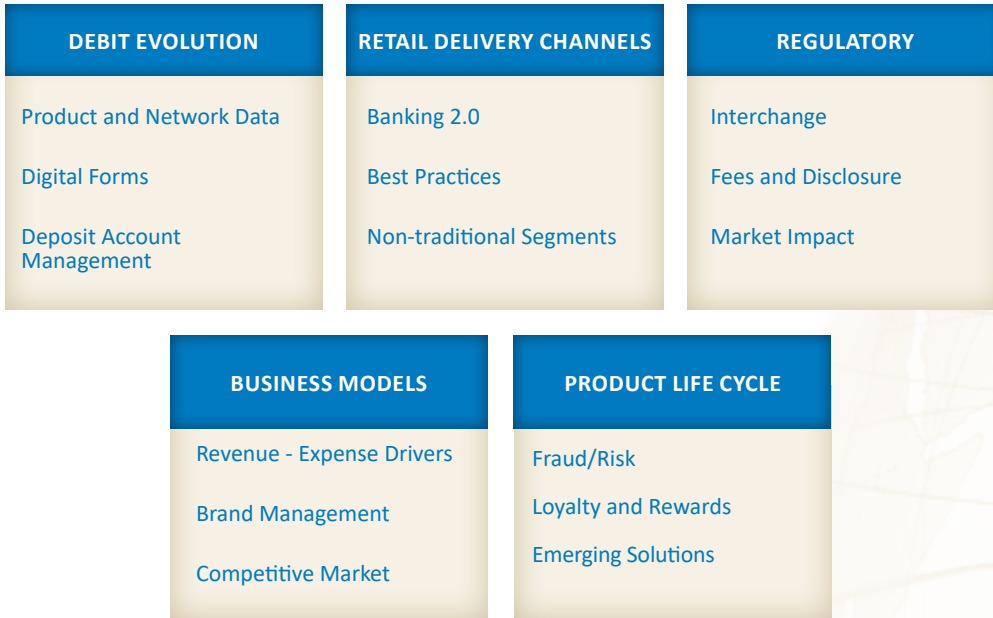 DEBIT EVOLUTION
Product and Network Data
Digital Forms
Deposit Account
Management
RETAIL DELIVERY CHANNELS
Banking 2.0
Best Practices
Non-traditional Segments
REGULATORY
Interchange
Fees and Disclosure
Market Impact
BUSINESS MODELS
Revenue - Expense Drivers
Brand Management
Competitive Market
PRODUCT LIFE CYCLE
Fraud/Risk
Loyalty and Rewards
Emerging Solutions